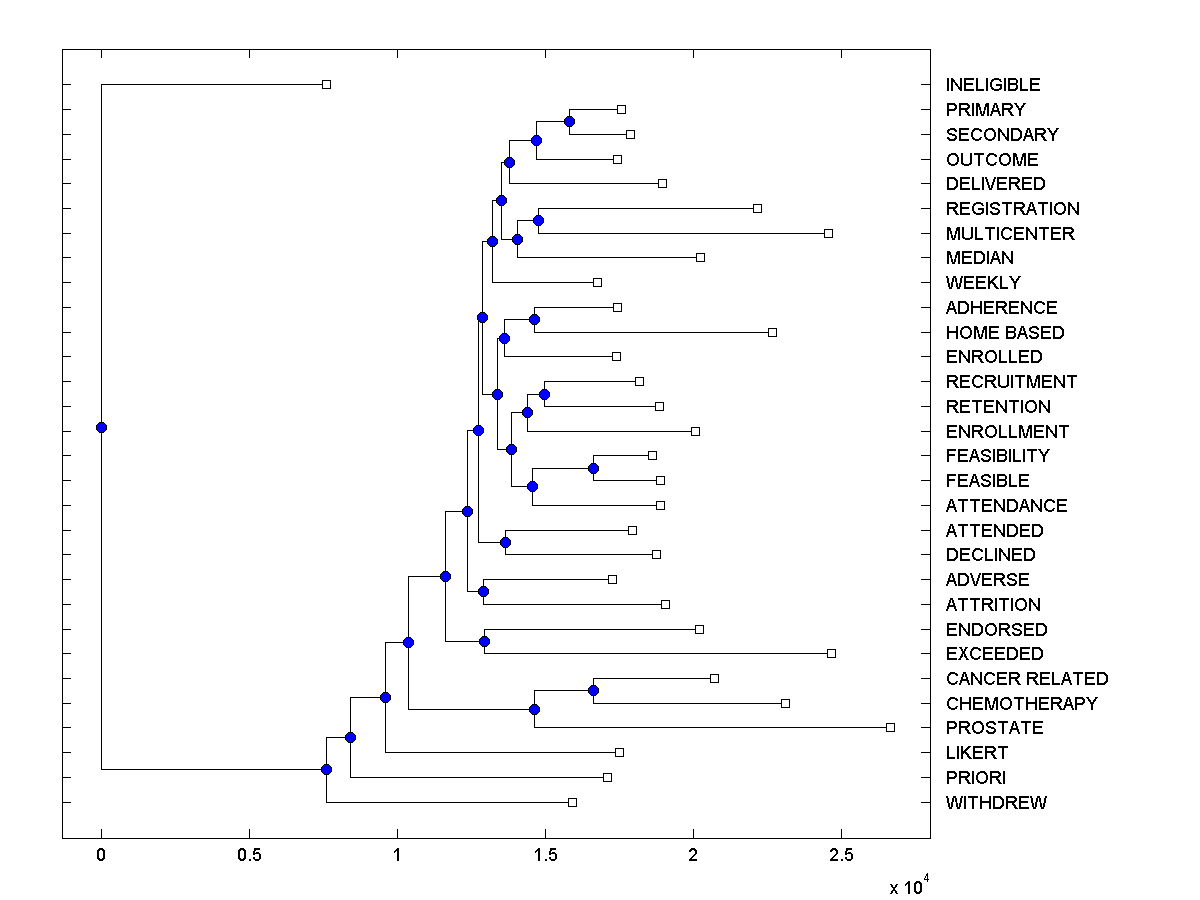 INELIGIBLE
PRIMARY
SECONDARY
OUTCOME
DELIVERED
REGISTRATION
MULTICENTER
MEDIAN
WEEKLY
ADHERENCE
HOME BASED
ENROLLED
RECRUITMENT
RETENTION
ENROLLMENT
FEASIBILITY
FEASIBLE
ATTENDANCE
ATTENDED
DECLINED
ADVERSE
ATTRITION
ENDORSED
EXCEEDED
CANCER RELATED
CHEMOTHERAPY
PROSTATE
LIKERT
PRIORI
WITHDREW
0 0.5 1 1.5 2 2.5
x 10^4